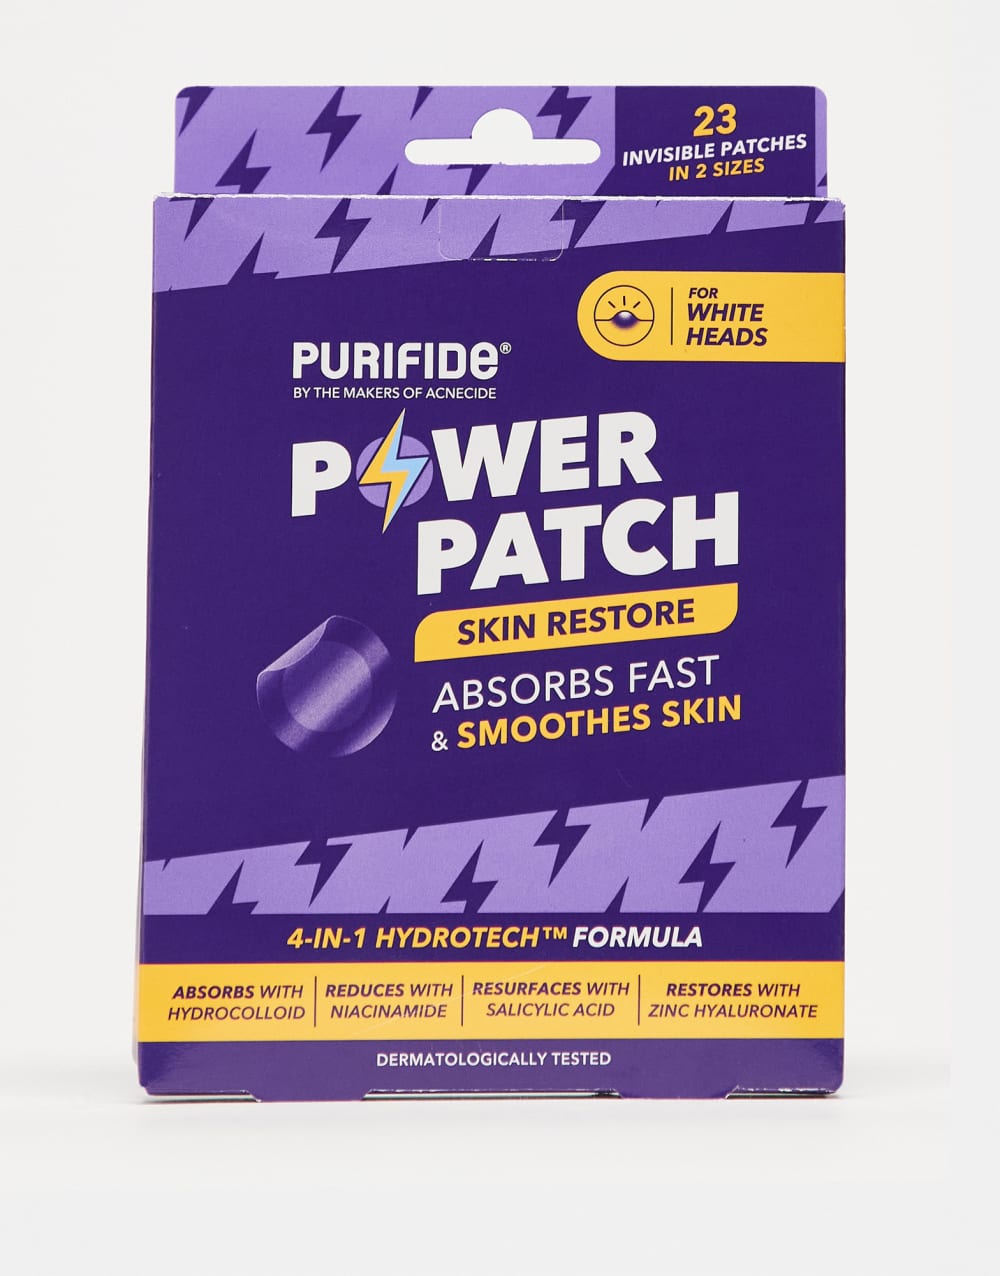 23
INVISIBLE PATCHES
IN 2 SIZES
FOR
WHITE
HEADS
PURIFIDE®
BY THE MAKERS OF ACNECIDE
POWER
PATCH
SKIN RESTORE
ABSORBS FAST
& SMOOTHES SKIN
4-IN-1 HYDROTECH™ FORMULA
ABSORBS WITH
HYDROCOLLOID
REDUCES WITH
NIACINAMIDE
RESURFACES WITH
SALICYLIC ACID
RESTORES WITH
ZINC HYALURONATE
DERMATOLOGICALLY TESTED